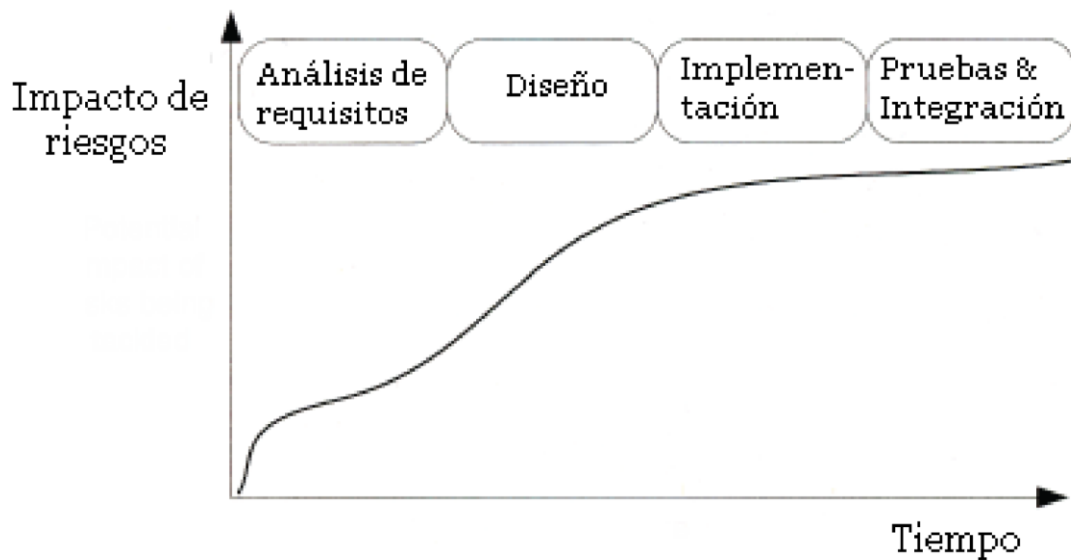 Impacto de
riesgos
Análisis de
requisitos
Diseño
Implemen-
tación
Pruebas &
Integración
Tiempo